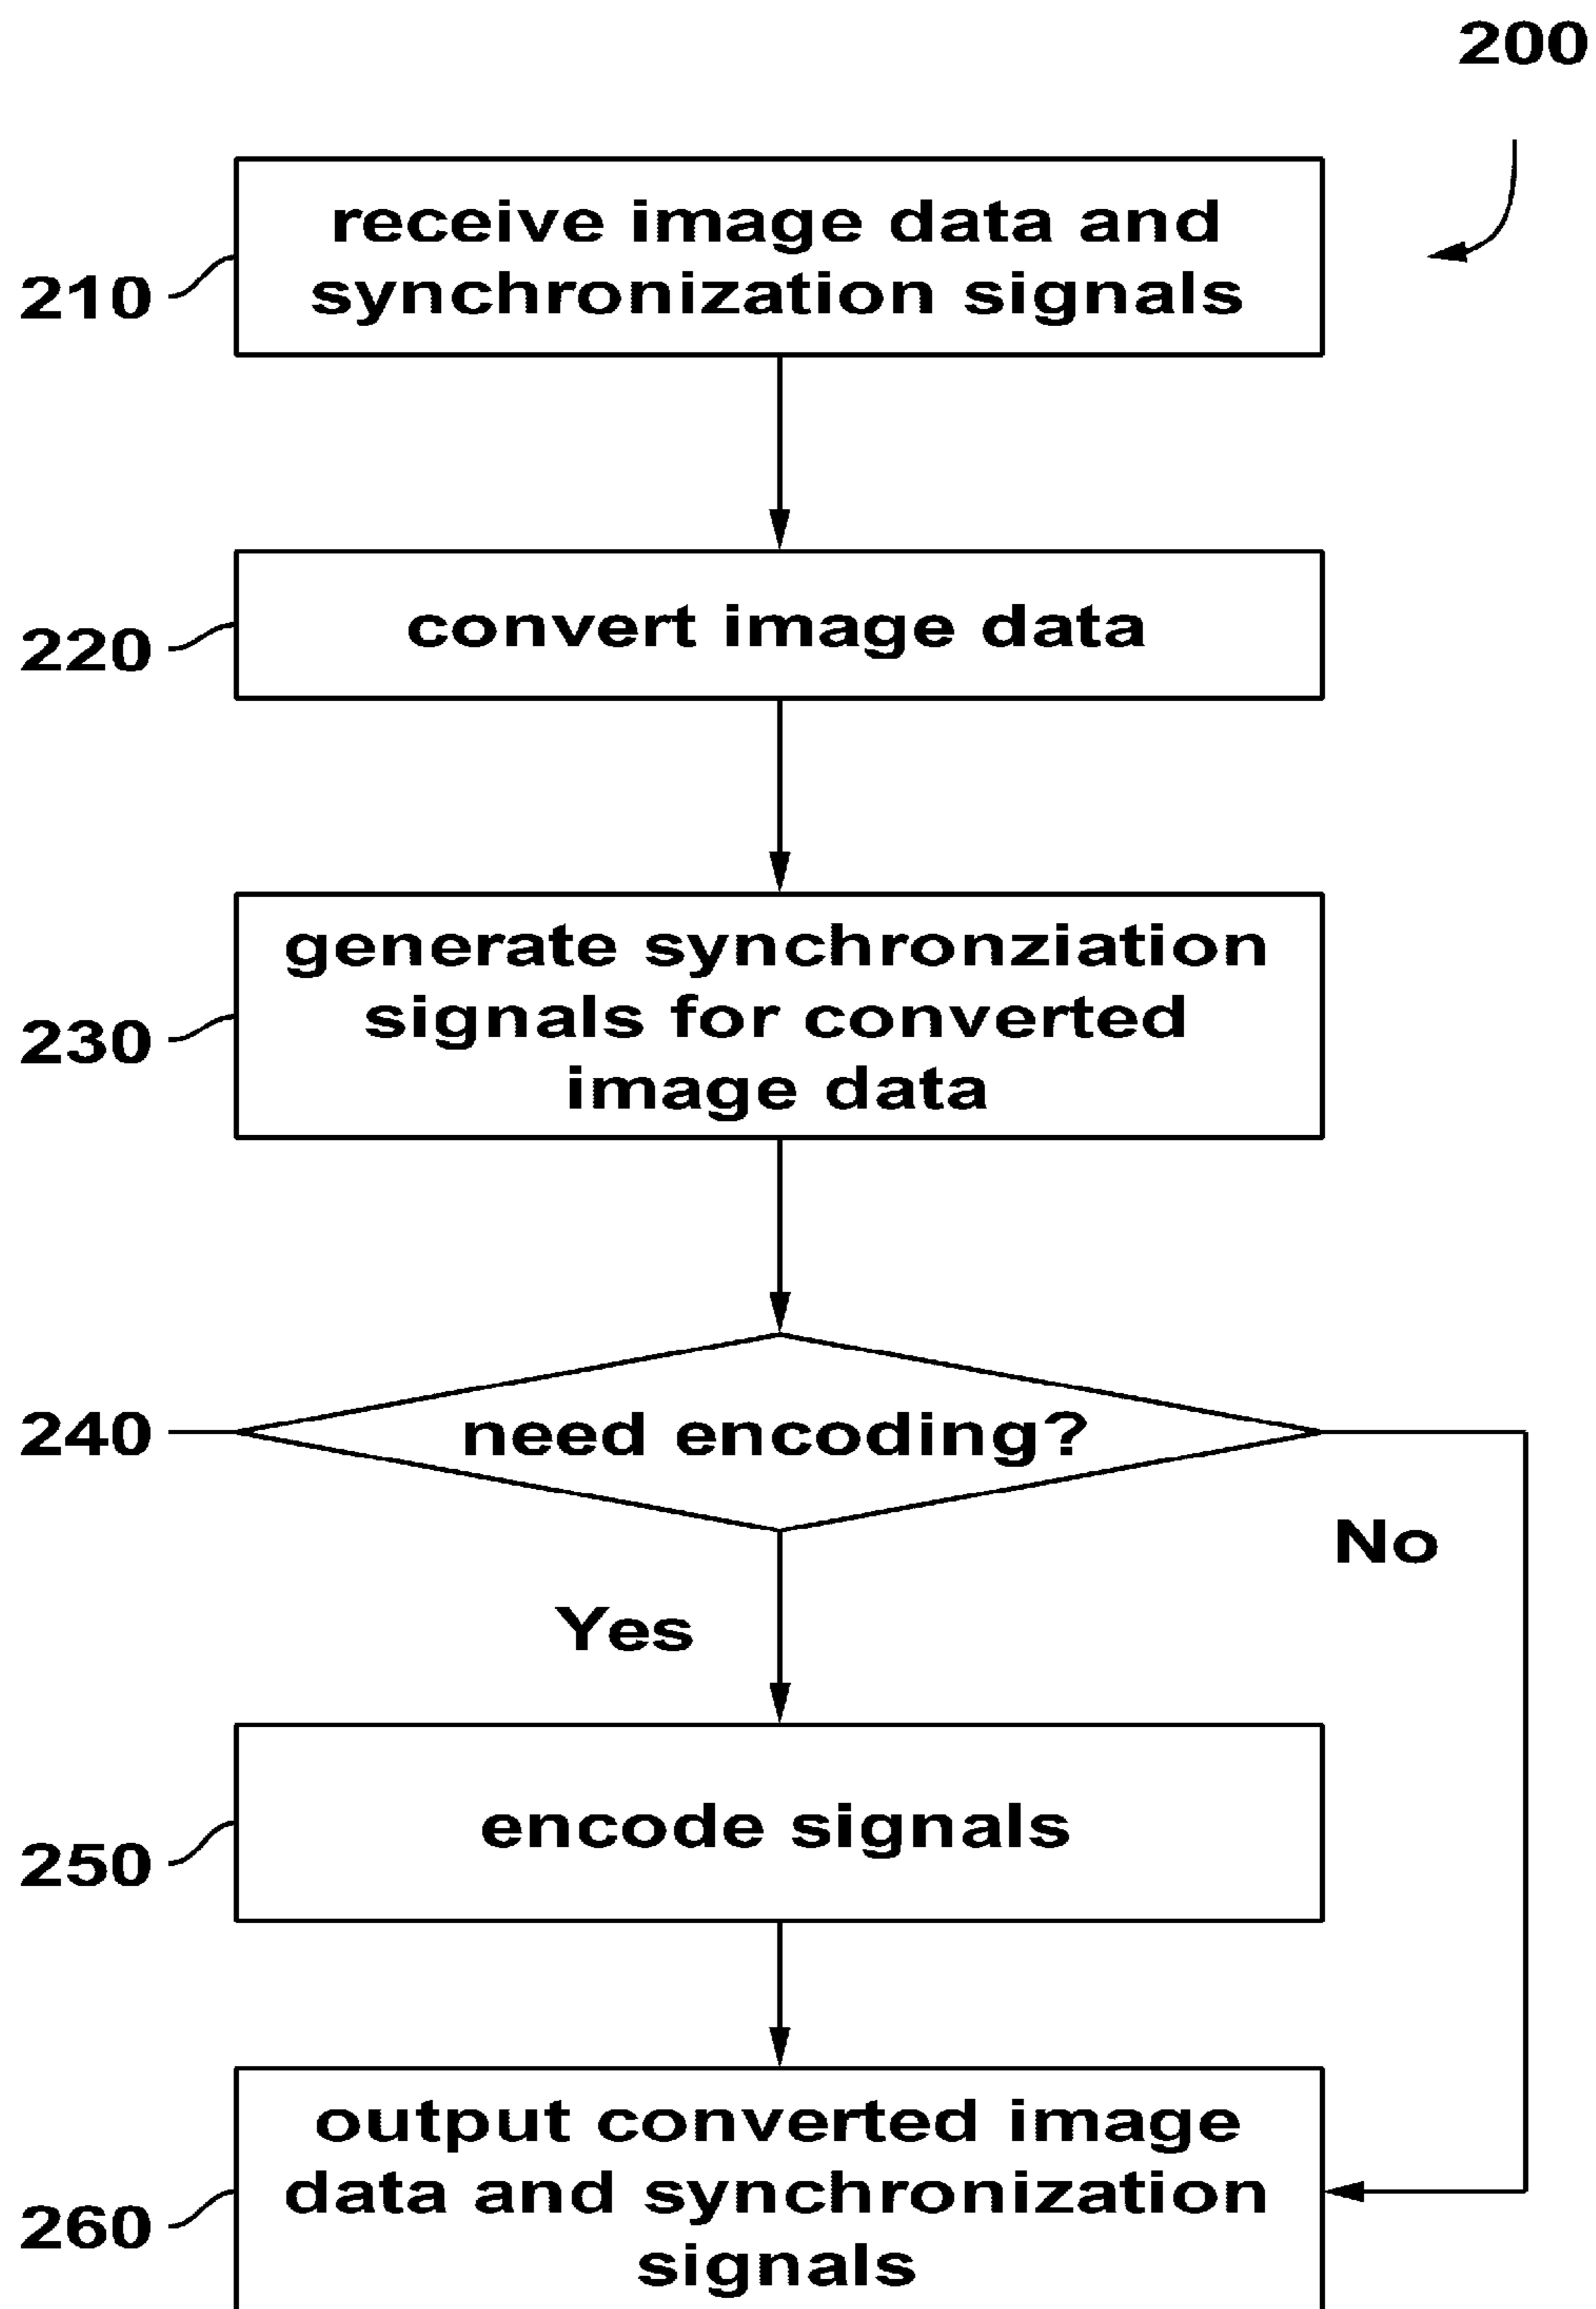 200
receive image data and
synchronization signals
210
convert image data
220
generate synchronziation
signals for converted
image data
230
need encoding?
240
No
Yes
encode signals
250
output converted image
data and synchronization
signals
260